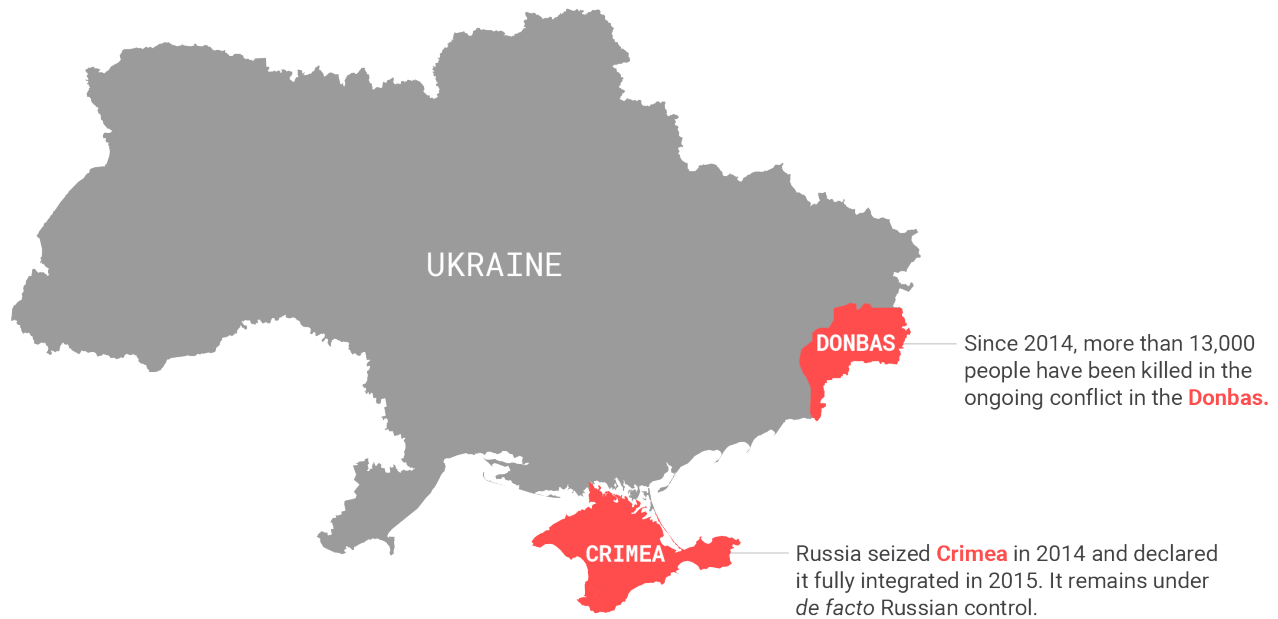 UKRAINE
DONBAS
Since 2014, more than 13,000
people have been killed in the
ongoing conflict in the Donbas.
CRIMEA
Russia seized Crimea in 2014 and declared
it fully integrated in 2015. It remains under
de facto Russian control.